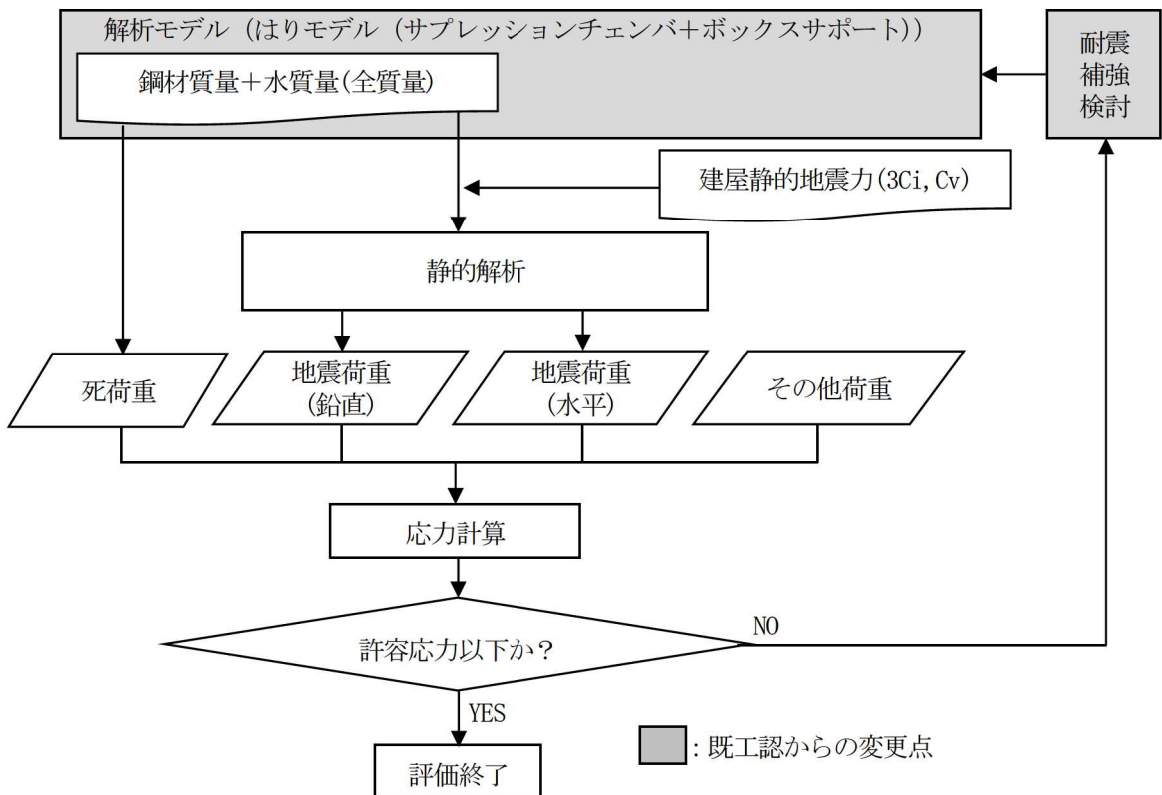 解析モデル（はりモデル（サプレッションチェンバ＋ボックスサポート））
鋼材質量＋水質量(全質量)
耐震
補強
検討
建屋静的地震力(3Ci, Cv)
静的解析
死荷重
地震荷重
(鉛直)
地震荷重
(水平)
その他荷重
応力計算
許容応力以下か？
NO
YES
評価終了
：既工認からの変更点